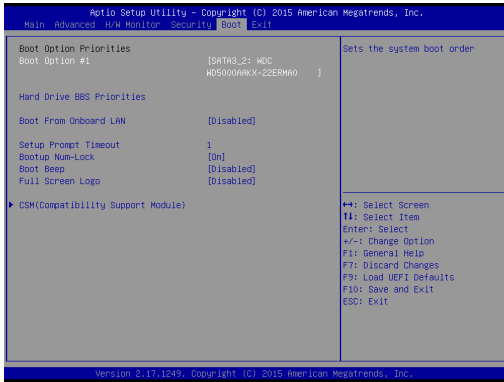 Aptio Setup Utility - Copyright (C) 2015 American Megatrends, Inc.
Main Advanced H/W Monitor Security Boot Exit
Boot Option Priorities
Boot Option #1 [SATA3_2: WDC
WD5000AAKX-22ERMA0 ]
Hard Drive BBS Priorities
Boot From Onboard LAN [Disabled]
Setup Prompt Timeout 1
Bootup Num-Lock [On]
Boot Beep [Disabled]
Full Screen Logo [Disabled]
CSM(Compatibility Support Module)
Sets the system boot order
↔: Select Screen
↑↓: Select Item
Enter: Select
+/-: Change Option
F1: General Help
F7: Discard Changes
F9: Load UEFI Defaults
F10: Save and Exit
ESC: Exit
Version 2.17.1249. Copyright (C) 2015 American Megatrends, Inc.